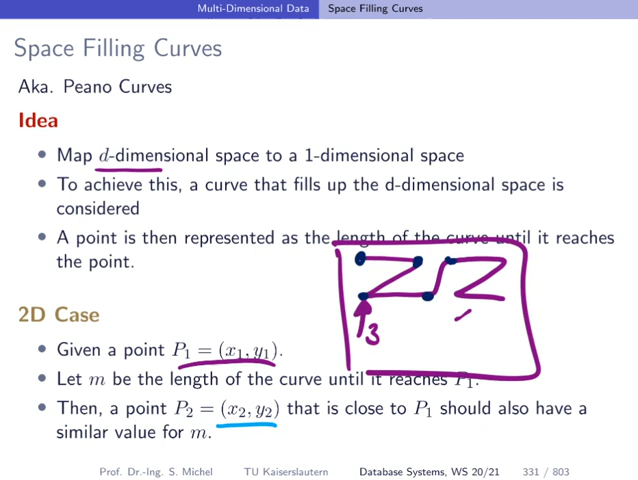 Multi-Dimensional Data Space Filling Curves
Space Filling Curves
Aka. Peano Curves
Idea
• Map d-dimensional space to a 1-dimensional space
• To achieve this, a curve that fills up the d-dimensional space is
considered
• A point is then represented as the length of the curve until it reaches
the point.
3
2D Case
• Given a point P₁ = (x₁, y₁).
• Let m be the length of the curve until it reaches P₁.
• Then, a point P₂ = (x₂, y₂) that is close to P₁ should also have a
similar value for m.
Prof. Dr.-Ing. S. Michel TU Kaiserslautern Database Systems, WS 20/21 331 / 803